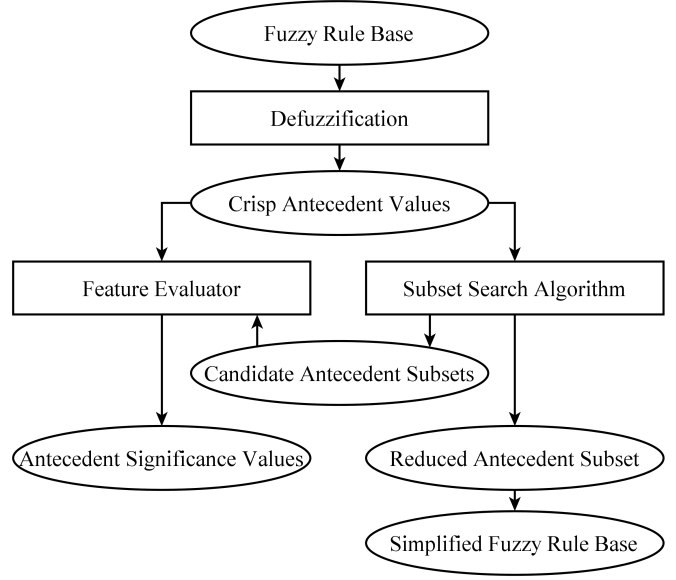 Fuzzy Rule Base
Defuzzification
Crisp Antecedent Values
Feature Evaluator
Subset Search Algorithm
Candidate Antecedent Subsets
Antecedent Significance Values
Reduced Antecedent Subset
Simplified Fuzzy Rule Base